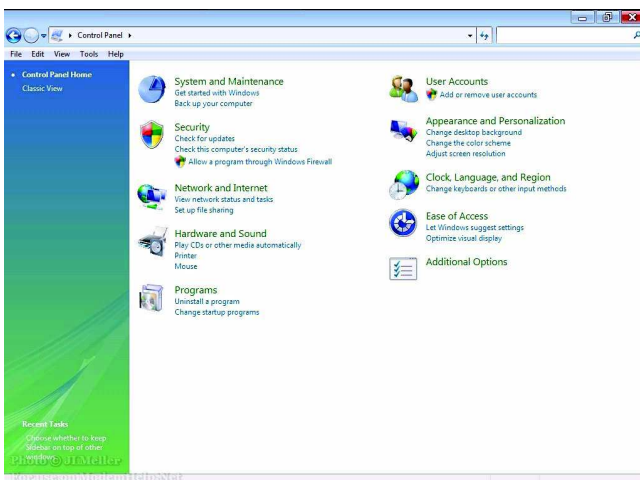 Control Panel
File Edit View Tools Help
Control Panel Home
Classic View
System and Maintenance
Get started with Windows
Back up your computer
Security
Check for updates
Check this computer's security status
Allow a program through Windows Firewall
Network and Internet
View network status and tasks
Set up file sharing
Hardware and Sound
Play CDs or other media automatically
Printer
Mouse
Programs
Uninstall a program
Change startup programs
User Accounts
Add or remove user accounts
Appearance and Personalization
Change desktop background
Change the color scheme
Adjust screen resolution
Clock, Language, and Region
Change keyboards or other input methods
Ease of Access
Let Windows suggest settings
Optimize visual display
Additional Options
Recent Tasks
Choose whether to keep
Sidebar on top of other
windows
Photo @ JTMeller